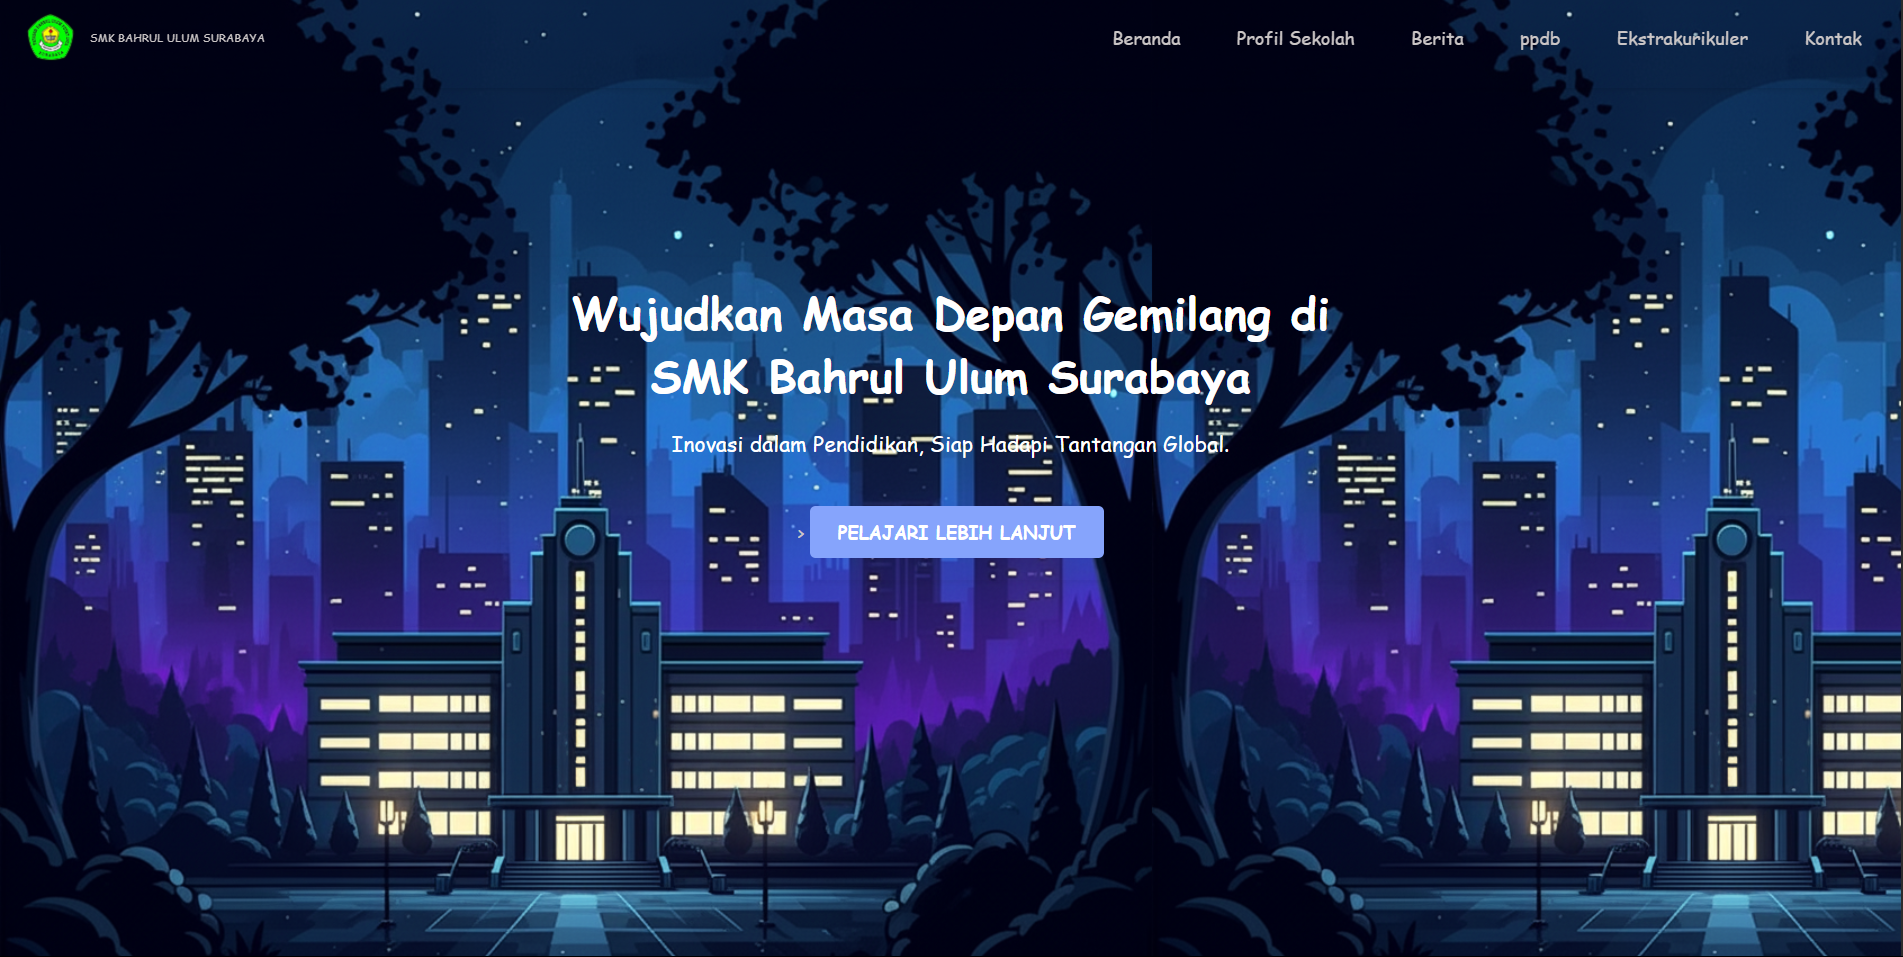 SMK BAHRUL ULUM SURABAYA
Beranda Profil Sekolah Berita ppdb Ekstrakurikuler Kontak
Wujudkan Masa Depan Gemilang di
SMK Bahrul Ulum Surabaya
Inovasi dalam Pendidikan, Siap Hadapi Tantangan Global.
> PELAJARI LEBIH LANJUT